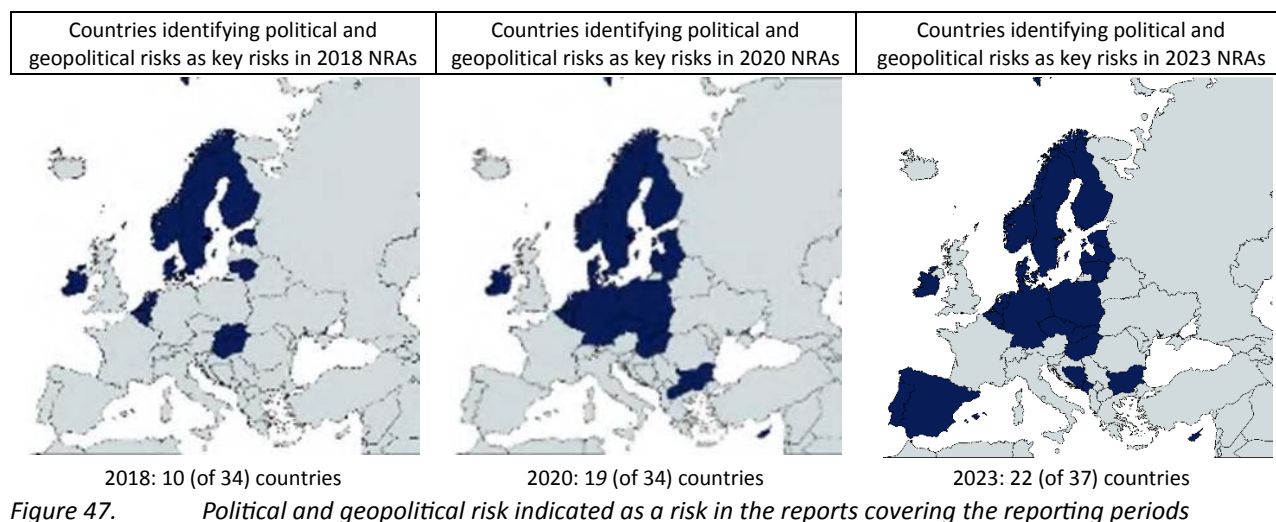 Countries identifying political and
geopolitical risks as key risks in 2018 NRAs
Countries identifying political and
geopolitical risks as key risks in 2020 NRAs
Countries identifying political and
geopolitical risks as key risks in 2023 NRAs
2018: 10 (of 34) countries
2020: 19 (of 34) countries
2023: 22 (of 37) countries
Figure 47. Political and geopolitical risk indicated as a risk in the reports covering the reporting periods